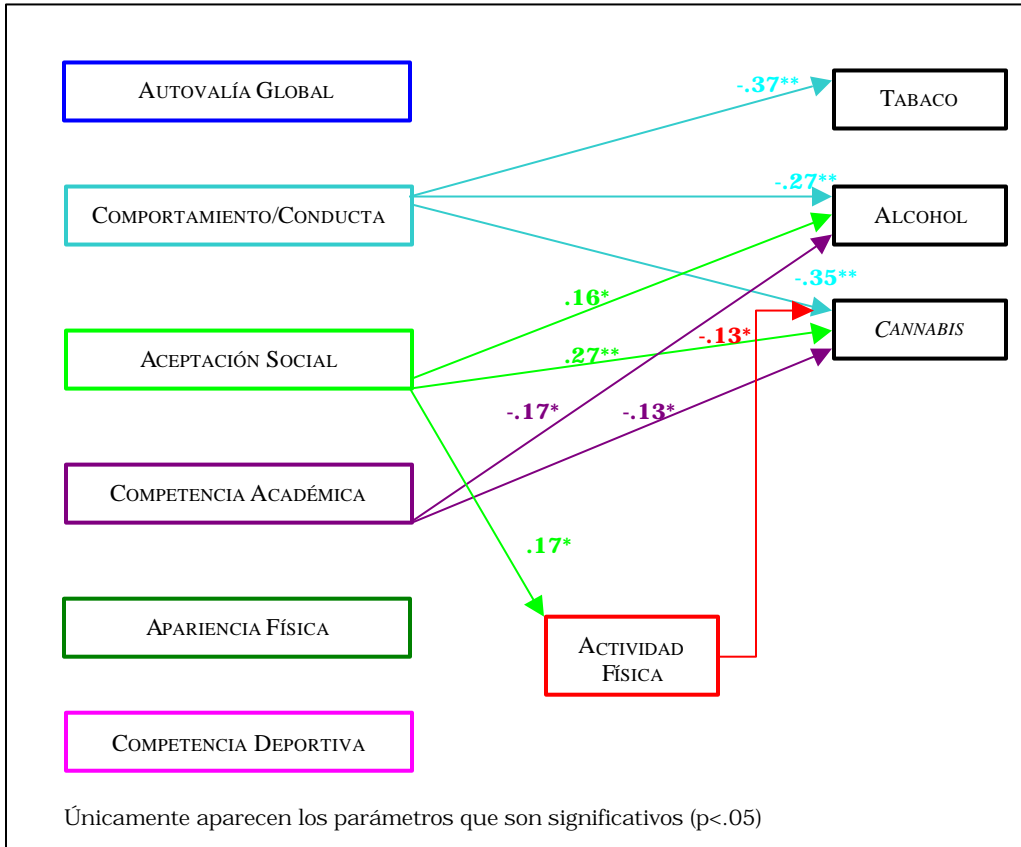 AUTOVALÍA GLOBAL
-.37**
TABACO
COMPORTAMIENTO/CONDUCTA
-.27**
ALCOHOL
-.35**
.16*
CANNABIS
-.13*
ACEPTACIÓN SOCIAL
.27**
-.17*
-.13*
COMPETENCIA ACADÉMICA
.17*
APARIENCIA FÍSICA
ACTIVIDAD
FÍSICA
COMPETENCIA DEPORTIVA
Únicamente aparecen los parámetros que son significativos (p<.05)